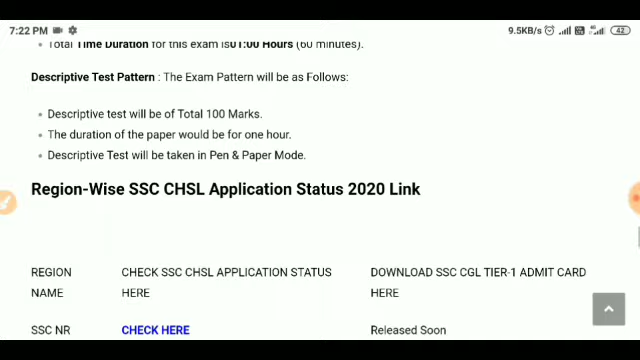 7:22 PM 9.5KB/s 42
• Total Time Duration for this exam is01:00 Hours (60 minutes).
Descriptive Test Pattern : The Exam Pattern will be as Follows:
• Descriptive test will be of Total 100 Marks.
• The duration of the paper would be for one hour.
• Descriptive Test will be taken in Pen & Paper Mode.
Region-Wise SSC CHSL Application Status 2020 Link
REGION CHECK SSC CHSL APPLICATION STATUS DOWNLOAD SSC CGL TIER-1 ADMIT CARD
NAME HERE HERE
SSC NR CHECK HERE Released Soon